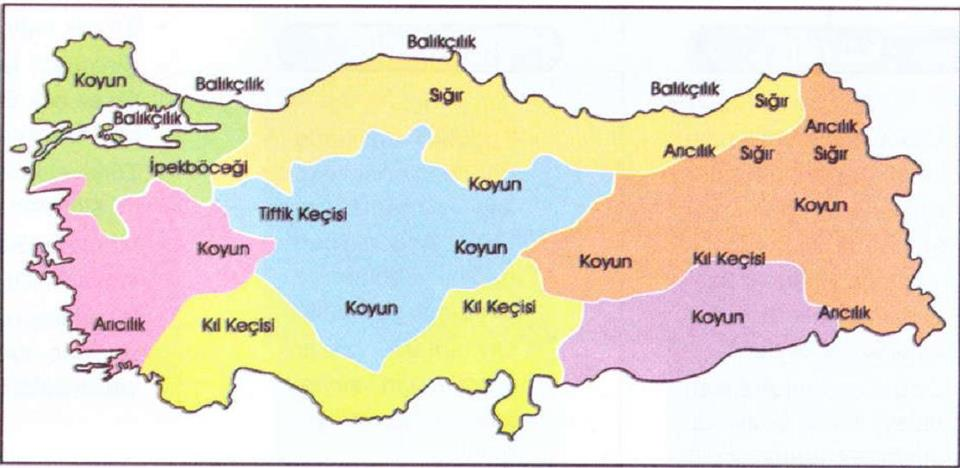 Balıkçılık
Koyun
Balıkçılık
Balıkçılık
Sığır
Sığır
Balıkçılık
Arıcılık
Arıcılık
Sığır
Sığır
İpekböceği
Koyun
Tiftik Keçisi
Koyun
Koyun
Koyun
Koyun
Kıl Keçisi
Koyun
Kıl Keçisi
Arıcılık
Koyun
Arıcılık
Kıl Keçisi